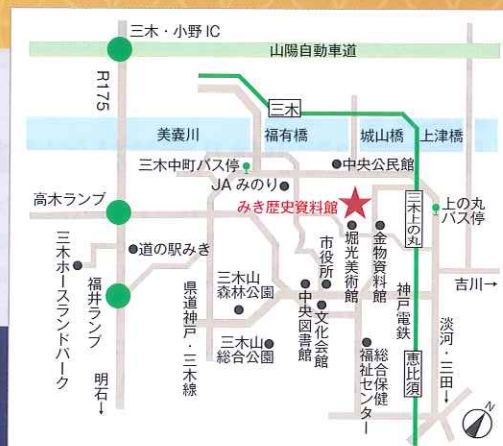 三木・小野IC
山陽自動車道
R175
三木
美嚢川
福有橋
城山橋
上津橋
三木中町バス停
中央公民館
JAみのり
高木ランプ
みき歴史資料館
三木上の丸
上の丸
バス停
道の駅みき
堀光美術館
金物資料館
市役所
吉川→
三木ホースランドパーク
福井ランプ
三木山
森林公園
県道神戸・三木線
中央図書館
文化会館
神戸電鉄
三木山
総合公園
総合保健
福祉センター
恵比須
淡河・三田→
明石→
N